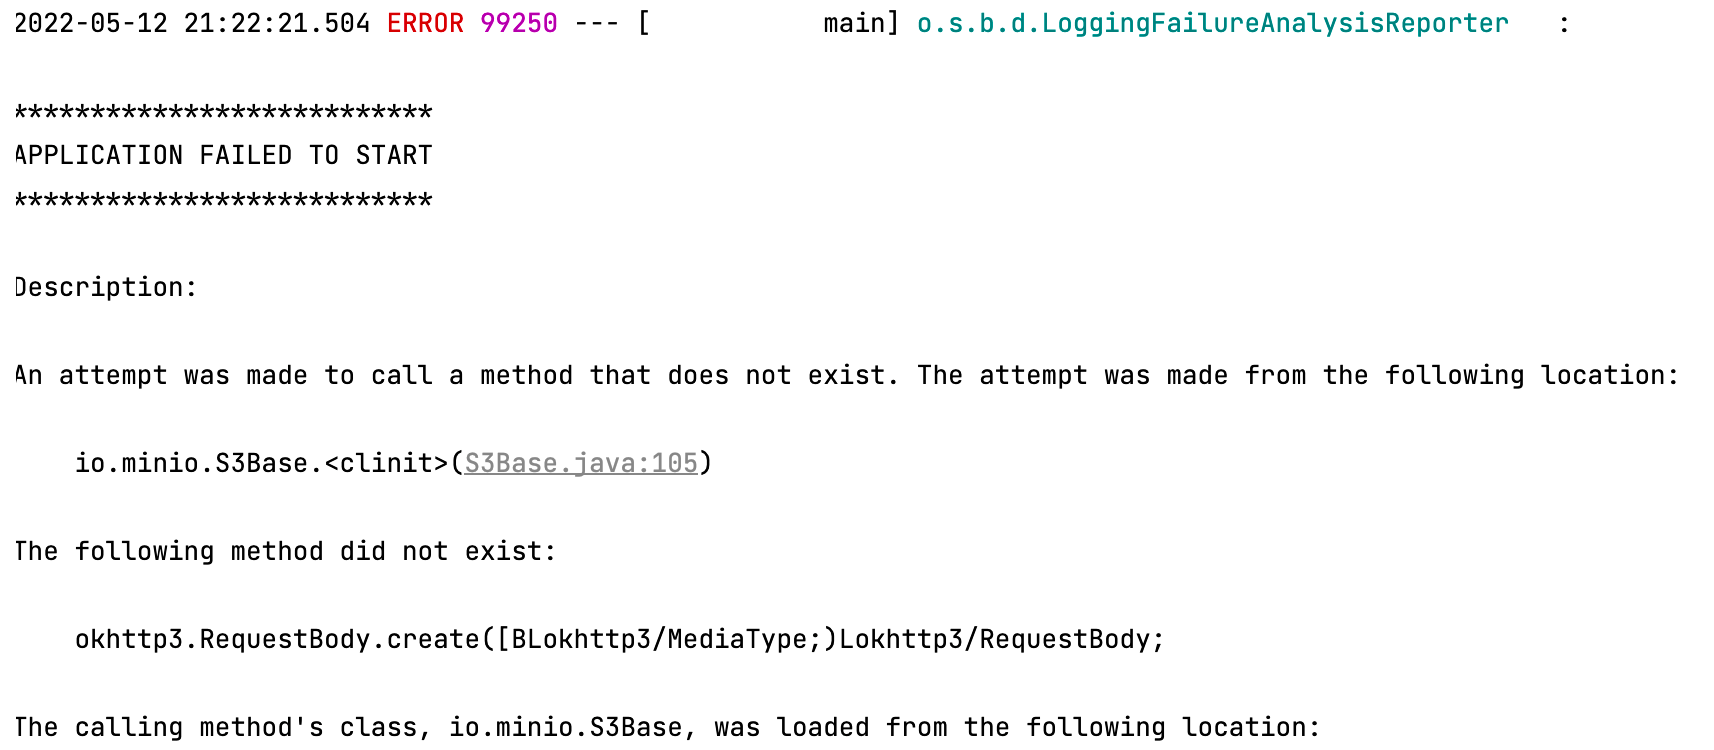 2022-05-12 21:22:21.504 ERROR 99250 --- [           main] o.s.b.d.LoggingFailureAnalysisReporter   :
***************************
APPLICATION FAILED TO START
***************************
Description:
An attempt was made to call a method that does not exist. The attempt was made from the following location:
io.minio.S3Base.<clinit>(S3Base.java:105)
The following method did not exist:
okhttp3.RequestBody.create([BLokhttp3/MediaType;)Lokhttp3/RequestBody;
The calling method's class, io.minio.S3Base, was loaded from the following location: